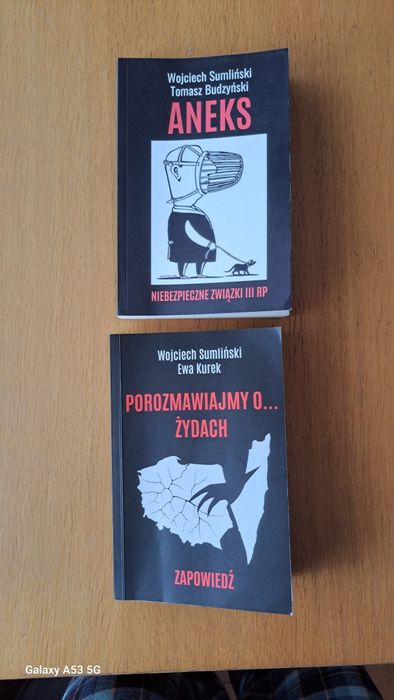 Wojciech Sumliński
Tomasz Budzyński
ANEKS
NIEBEZPIECZNE ZWIĄZKI III RP
Wojciech Sumliński
Ewa Kurek
POROZMAWIAJMY O...
ŻYDACH
ZAPOWIEDŹ
Galaxy A53 5G